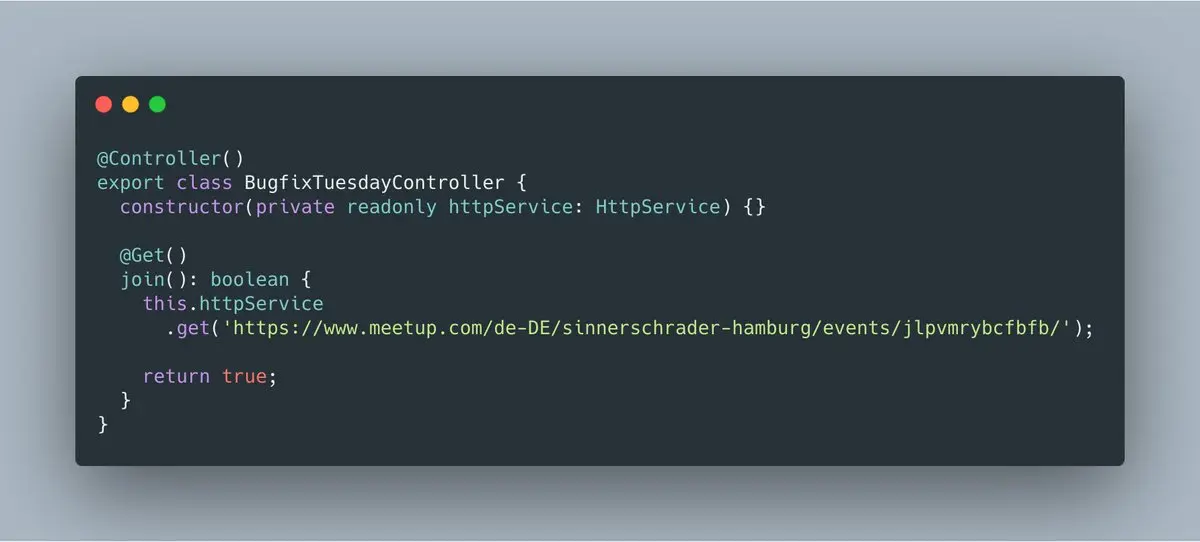 @Controller()
export class BugfixTuesdayController {
  constructor(private readonly httpService: HttpService) {}

  @Get()
  join(): boolean {
    this.httpService
      .get('https://www.meetup.com/de-DE/sinnerschrader-hamburg/events/jlpvmrybcfbfb/');

    return true;
  }
}